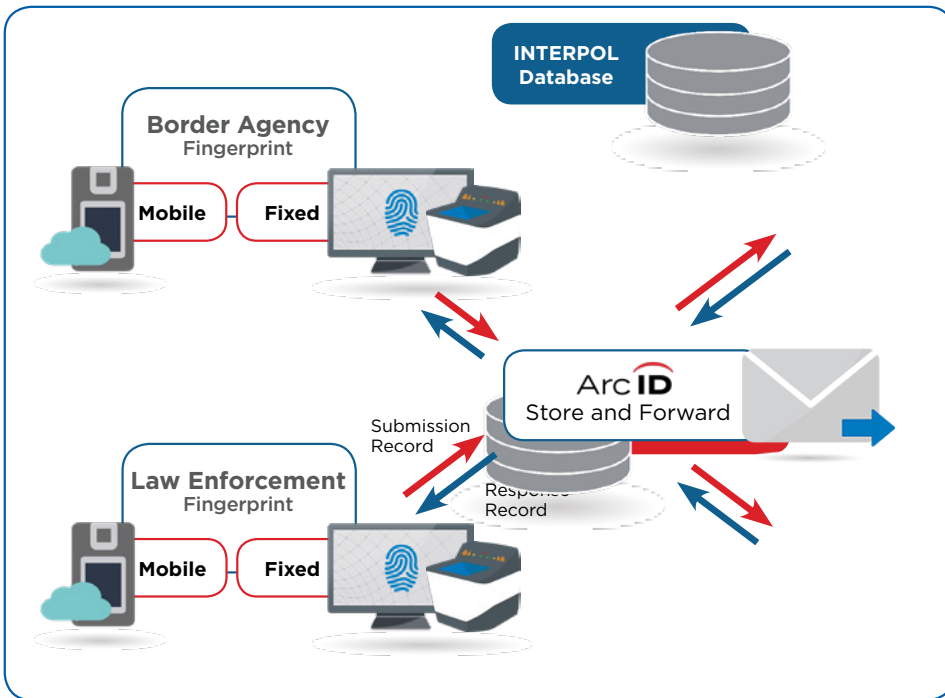 INTERPOL
Database
Border Agency
Fingerprint
Mobile
Fixed
Arc ID
Store and Forward
Submission
Record
Response
Record
Law Enforcement
Fingerprint
Mobile
Fixed